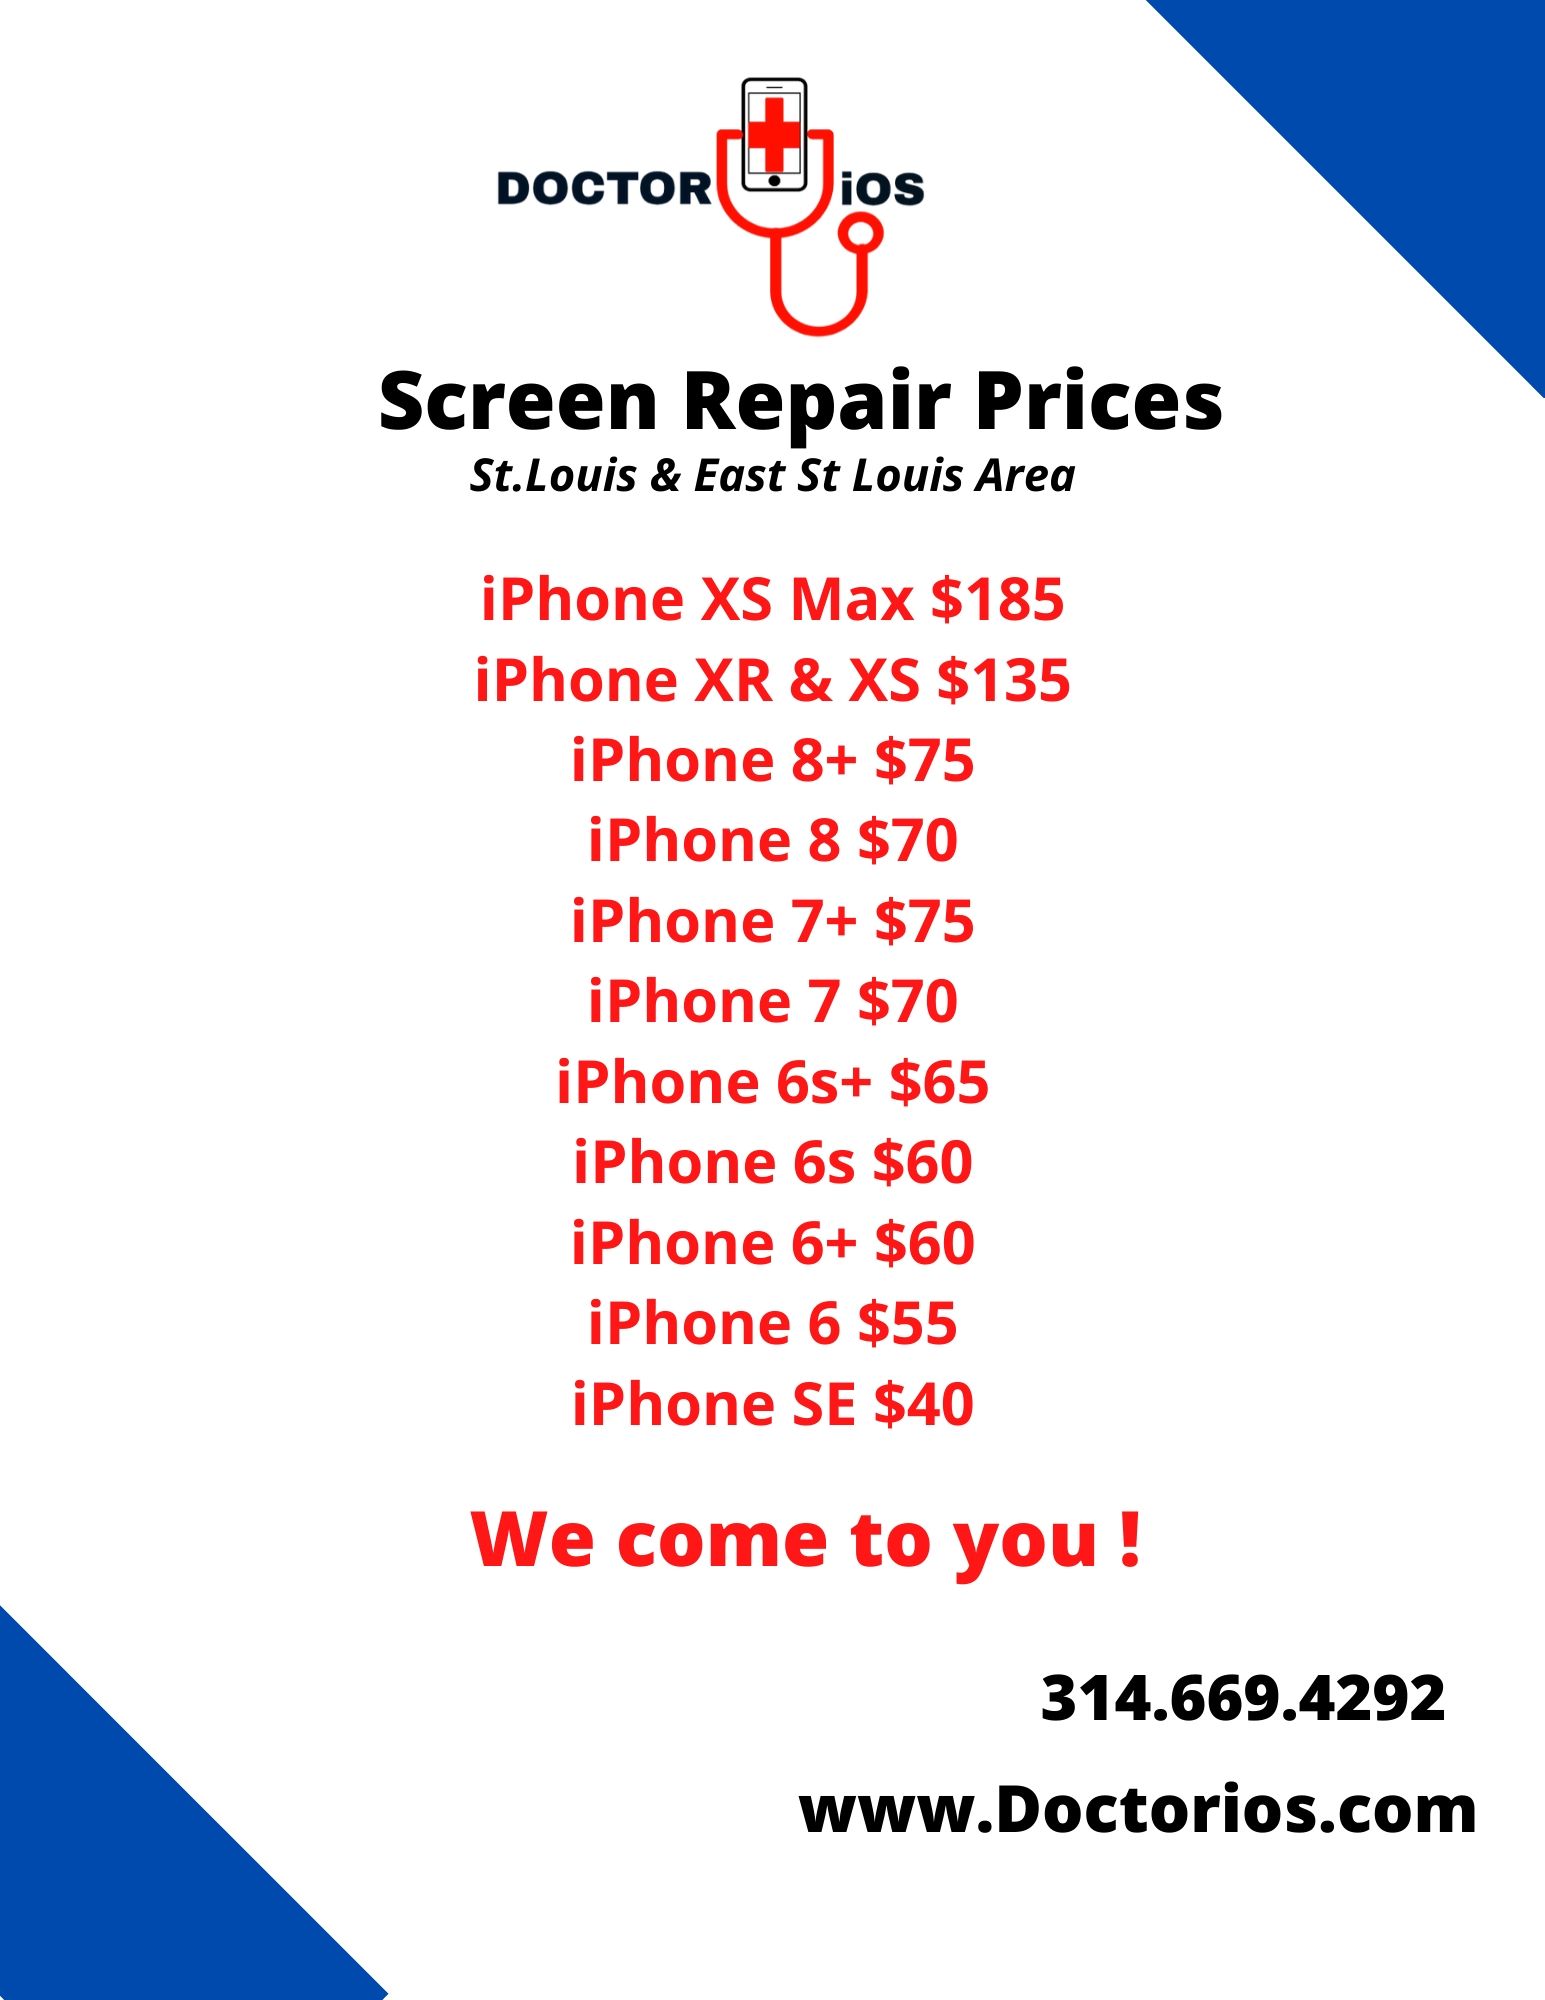 DOCTOR iOS
Screen Repair Prices
St.Louis & East St Louis Area
iPhone XS Max $185
iPhone XR & XS $135
iPhone 8+ $75
iPhone 8 $70
iPhone 7+ $75
iPhone 7 $70
iPhone 6s+ $65
iPhone 6s $60
iPhone 6+ $60
iPhone 6 $55
iPhone SE $40
We come to you !
314.669.4292
www.Doctorios.com